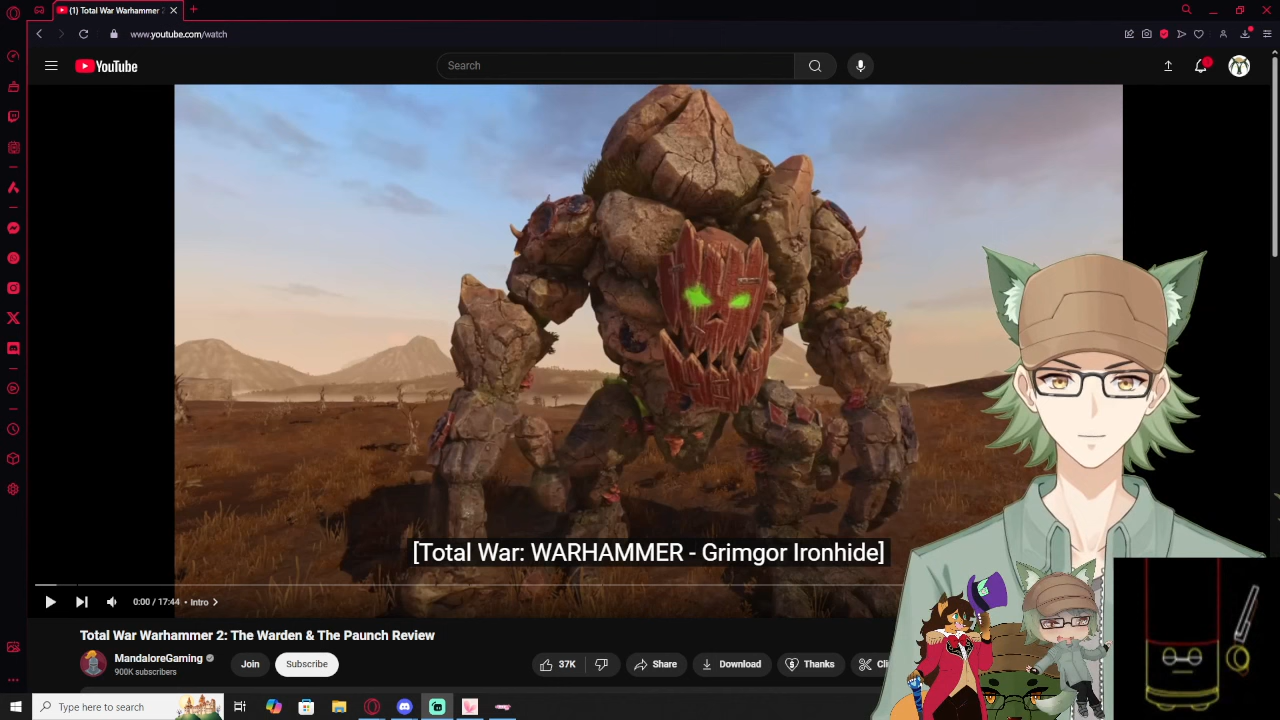 (1) Total War Warhammer 2
www.youtube.com/watch
YouTube
Search
[Total War: WARHAMMER - Grimgor Ironhide]
0:00 / 17:44 • Intro
Total War Warhammer 2: The Warden & The Paunch Review
MandaloreGaming
900K subscribers
Join
Subscribe
37K
Share
Download
Thanks
Cli
Type here to search